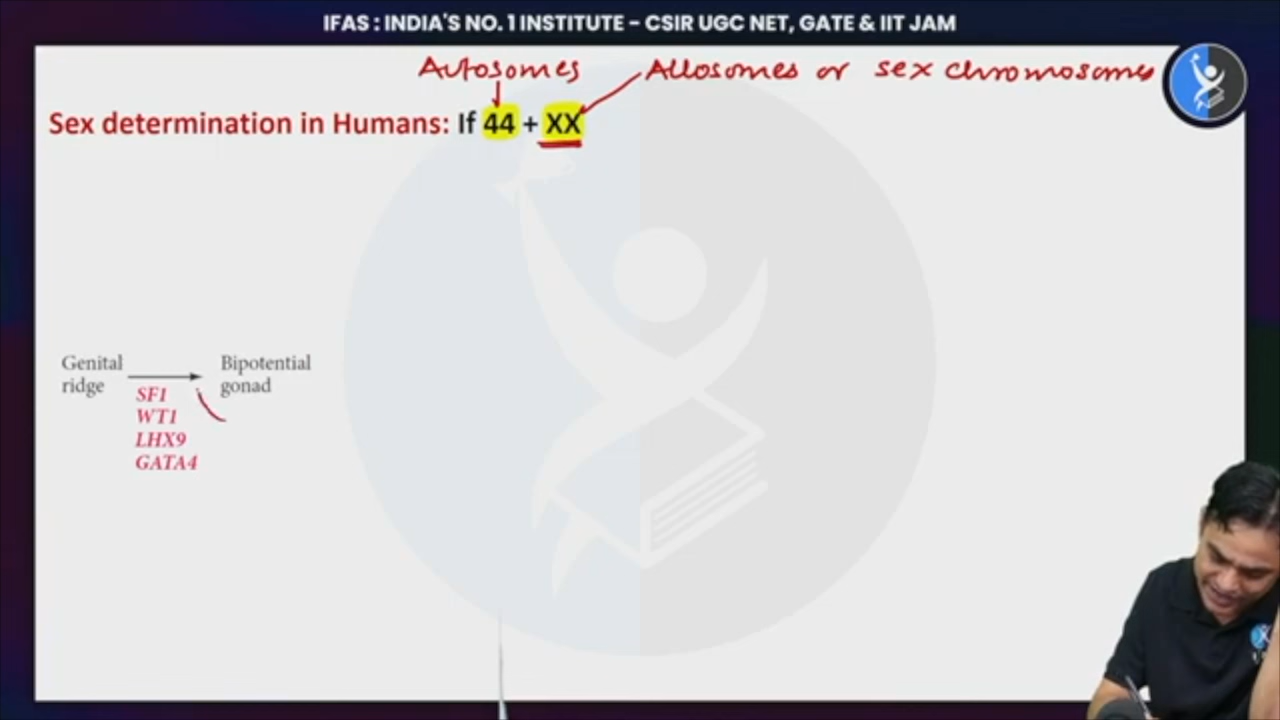 IFAS : INDIA'S NO. 1 INSTITUTE - CSIR UGC NET, GATE & IIT JAM
Autosomes Allosomes or sex chromosomes
Sex determination in Humans: If 44 + XX
Genital ridge
Bipotential gonad
SF1
WT1
LHX9
GATA4